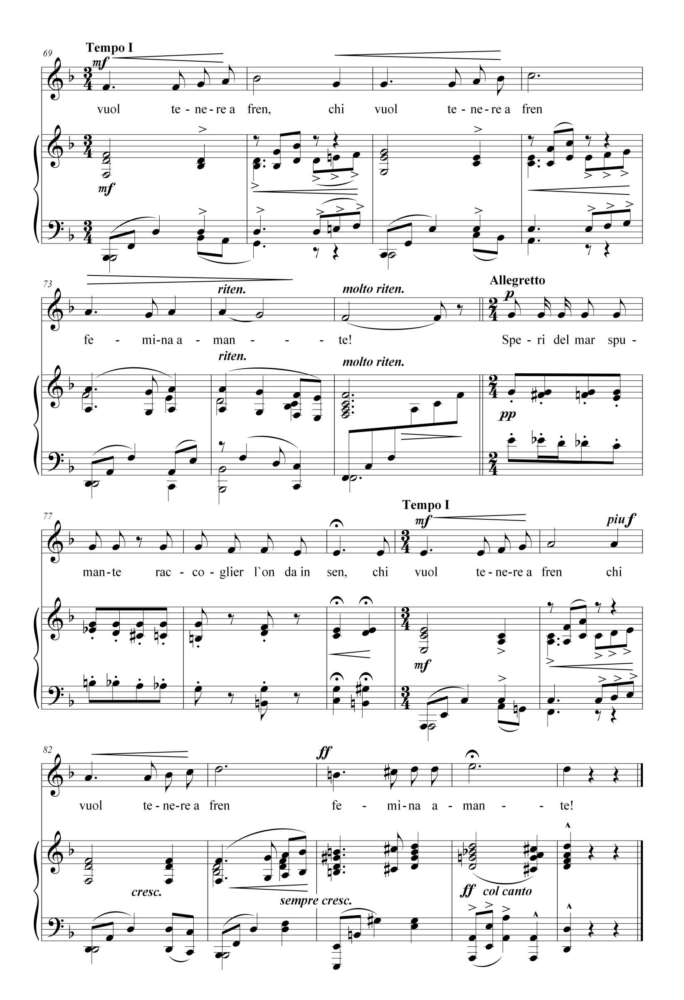 69
Tempo I
mf
vuol te - ne - re a fren, chi vuol te - ne - re a fren
mf
73
riten. molto riten. Allegretto
p
fe - mi - na a - man - - - te! Spe - ri del mar spu -
riten. molto riten.
pp
77
Tempo I
mf piu f
man - te rac - co - glier l`on da in sen, chi vuol te - ne - re a fren chi
mf
82
ff
vuol te - ne - re a fren fe - mi - na a - man - - te!
cresc. ff col canto
sempre cresc.